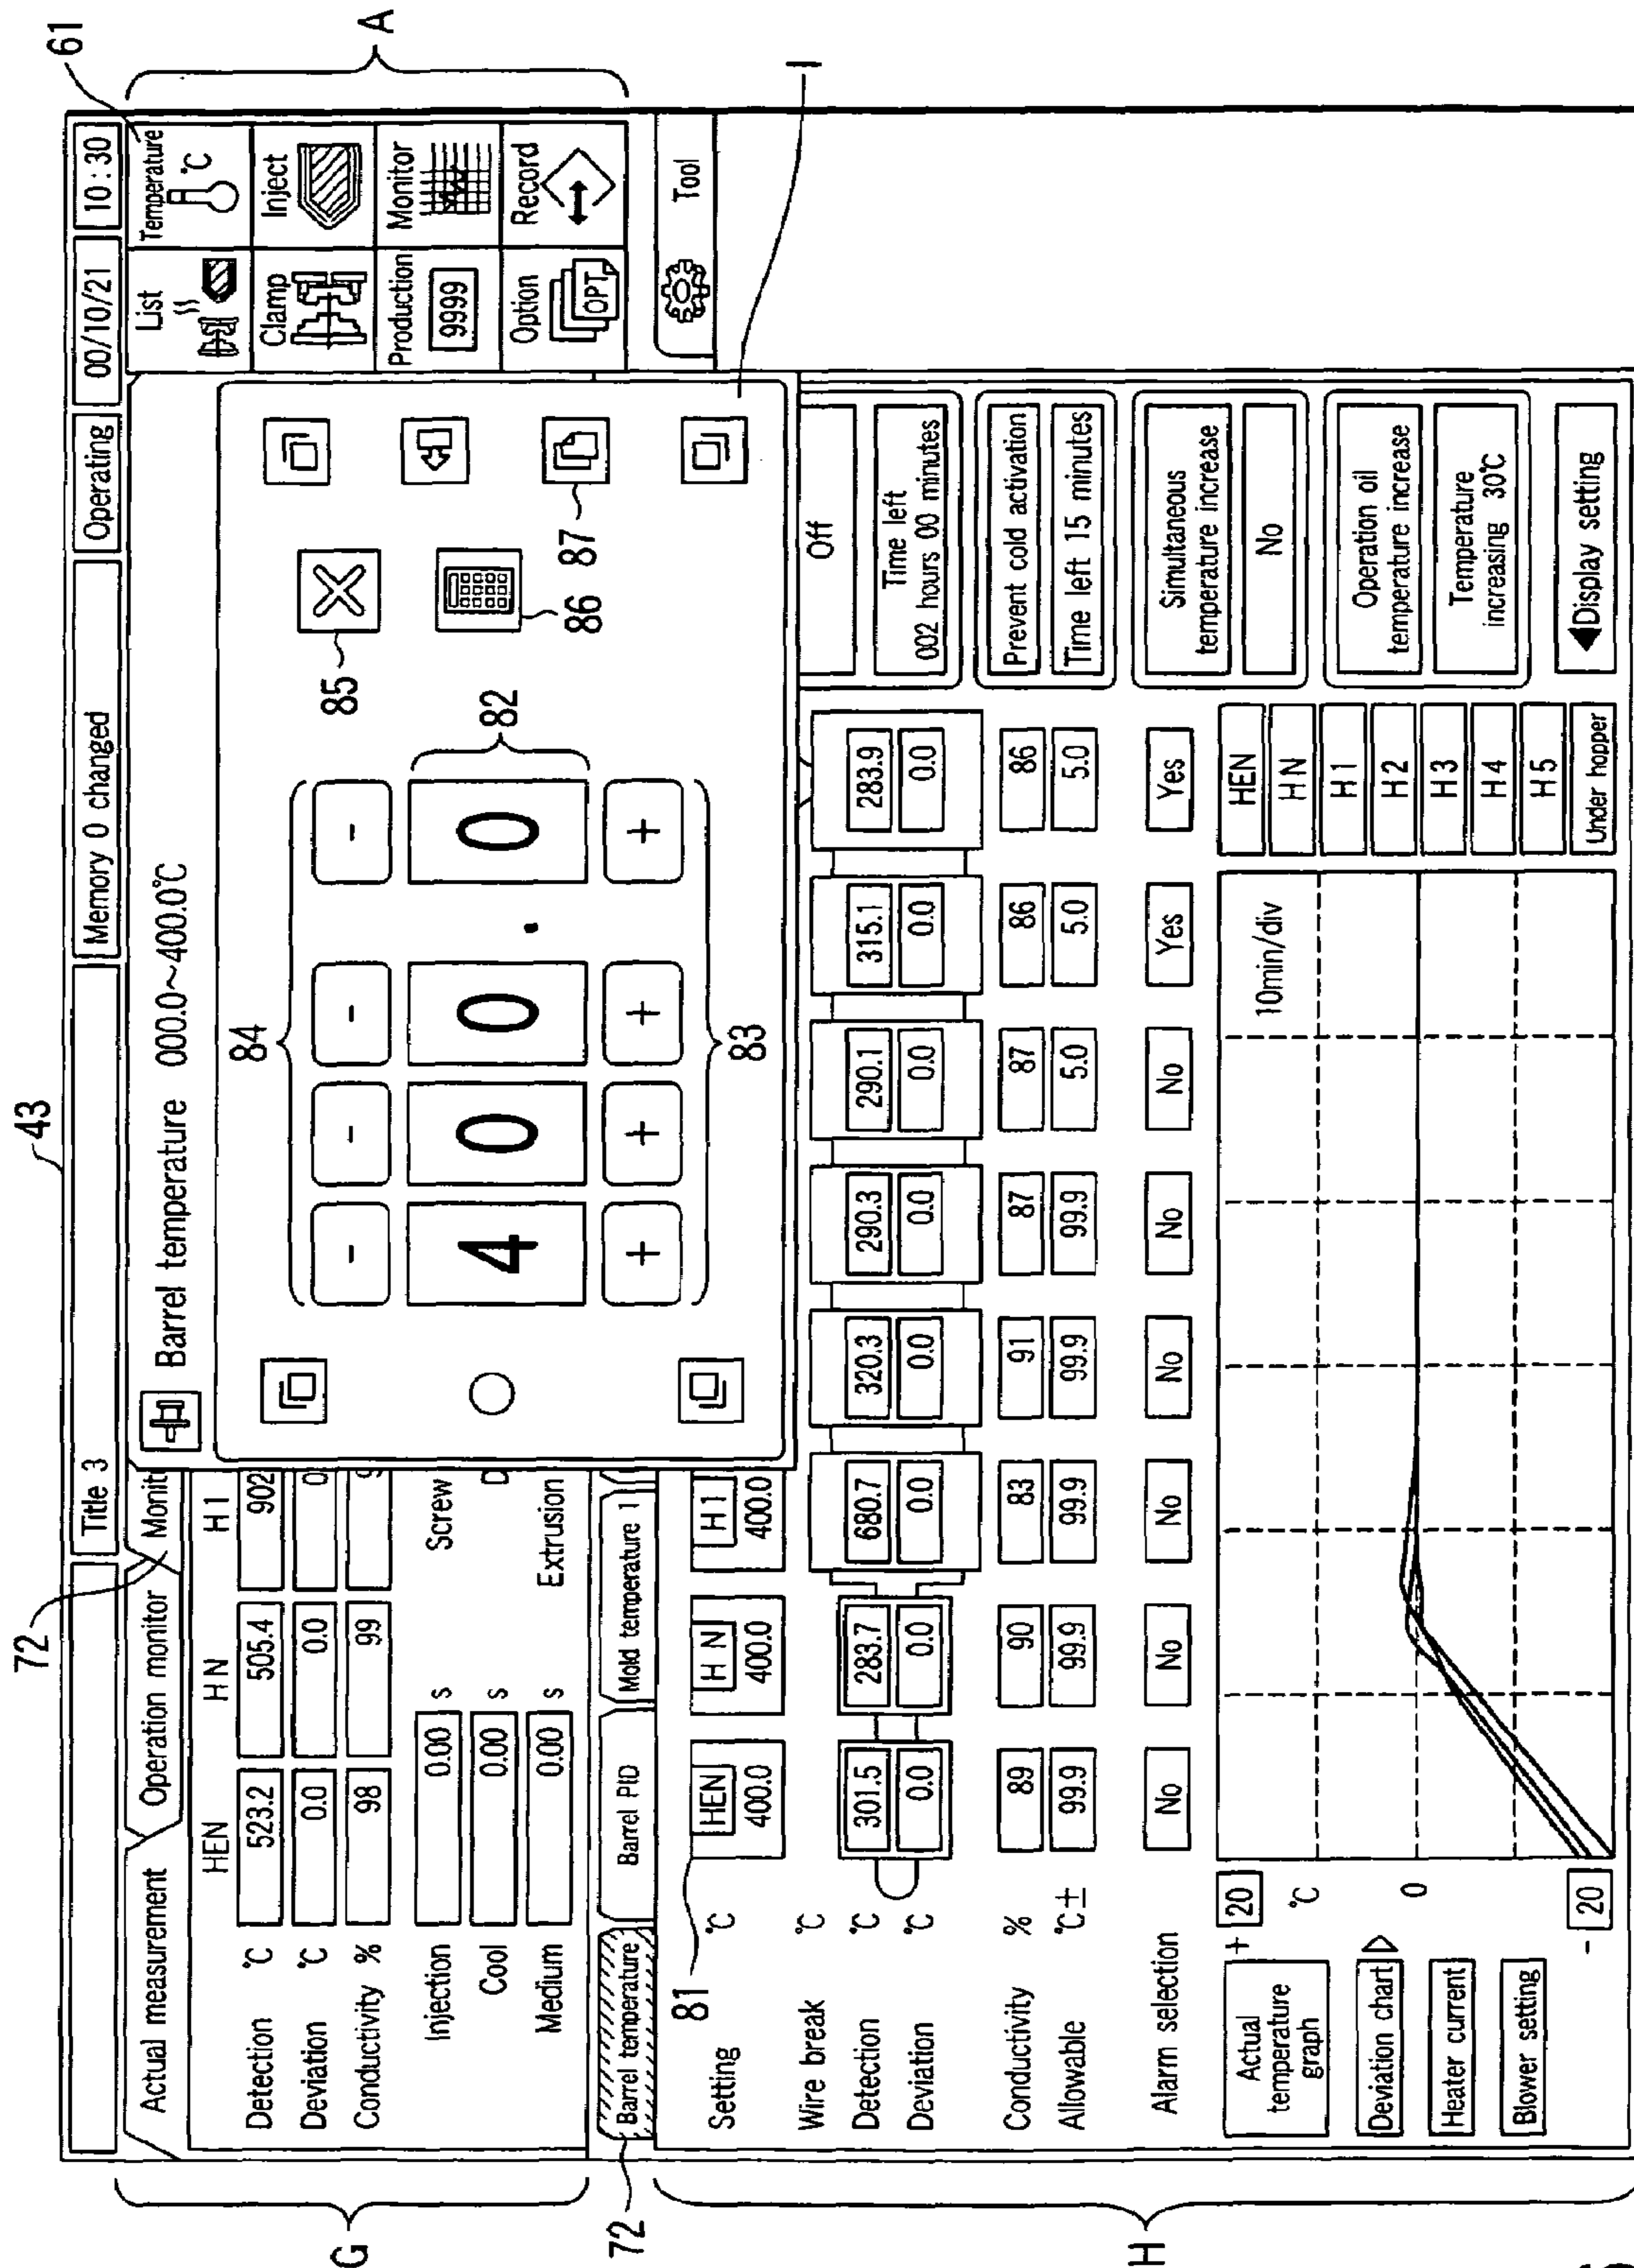 43
72
61
Title 3
Memory 0 changed
Operating
00/10/21
10:30
Actual measurement
Operation monitor
Monit
HEN
HN
H1
Detection °C 523.2 505.4 902
Deviation °C 0.0 0.0 0
Conductivity % 98 99 9
Injection 0.00 s Screw
Cool 0.00 s D
Medium 0.00 s Extrusion
G
Barrel temperature 000.0~400.0°C
84
- - - -
4 0 0 . 0
82
+ + + +
83
85
86
87
I
List
Temperature
°C
Clamp
Inject
Production
9999
Monitor
Option
OPT
Record
A
Tool
72
Barrel temperature
Barrel PID
Mold temperature 1
81
HEN
H N
H 1
Setting °C 400.0 400.0 400.0
Wire break °C
Detection °C 301.5 283.7 680.7 320.3 290.3 290.1 315.1 283.9
Deviation °C 0.0 0.0 0.0 0.0 0.0 0.0 0.0 0.0
Conductivity % 89 90 83 91 87 87 86 86
Allowable °C± 99.9 99.9 99.9 99.9 99.9 5.0 5.0 5.0
Alarm selection No No No No No No Yes Yes
Off
Time left
002 hours 00 minutes
Prevent cold activation
Time left 15 minutes
Simultaneous
temperature increase
No
Operation oil
temperature increase
Temperature
increasing 30°C
◀Display setting
H
Actual
temperature
graph
Deviation chart
Heater current
Blower setting
+ 20
°C
0
- 20
10min/div
HEN
H N
H 1
H 2
H 3
H 4
H 5
Under hopper